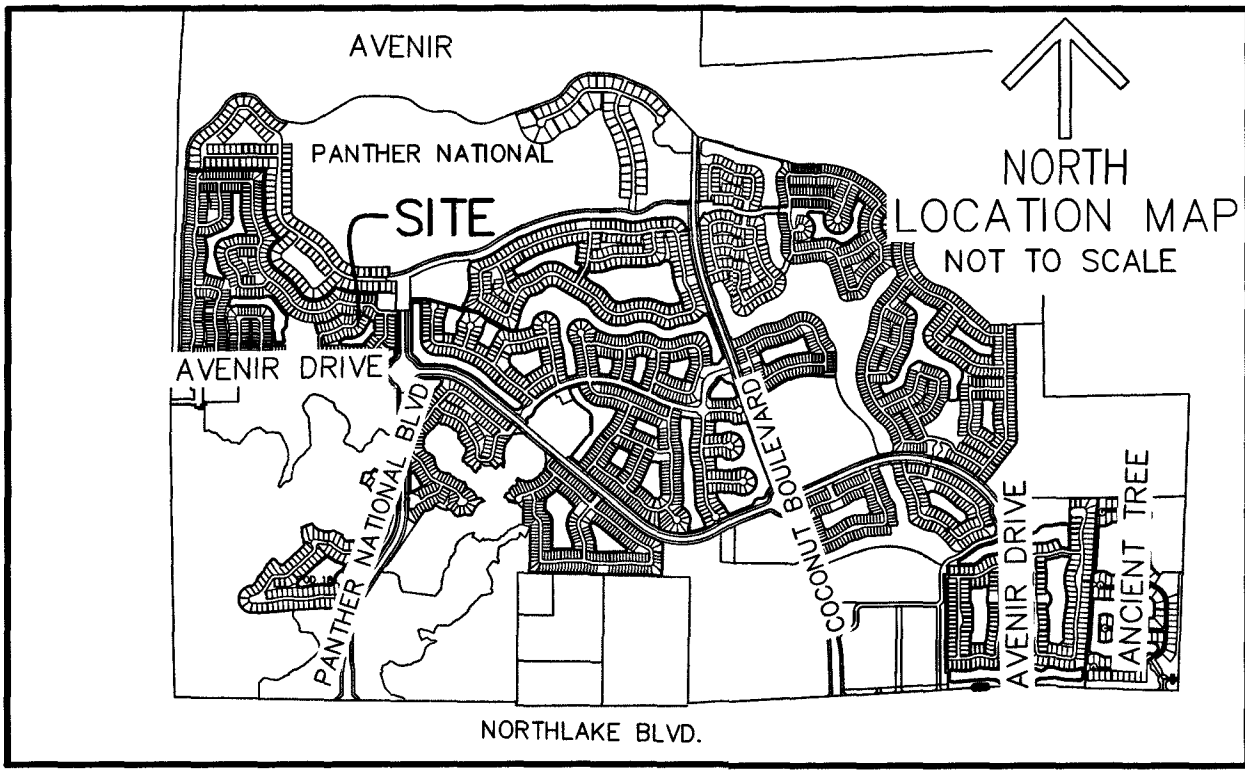 AVENIR
PANTHER NATIONAL
SITE
NORTH
LOCATION MAP
NOT TO SCALE
AVENIR DRIVE
PANTHER NATIONAL BLVD
COCONUT BOULEVARD
AVENIR DRIVE
ANCIENT TREE
NORTHLAKE BLVD.